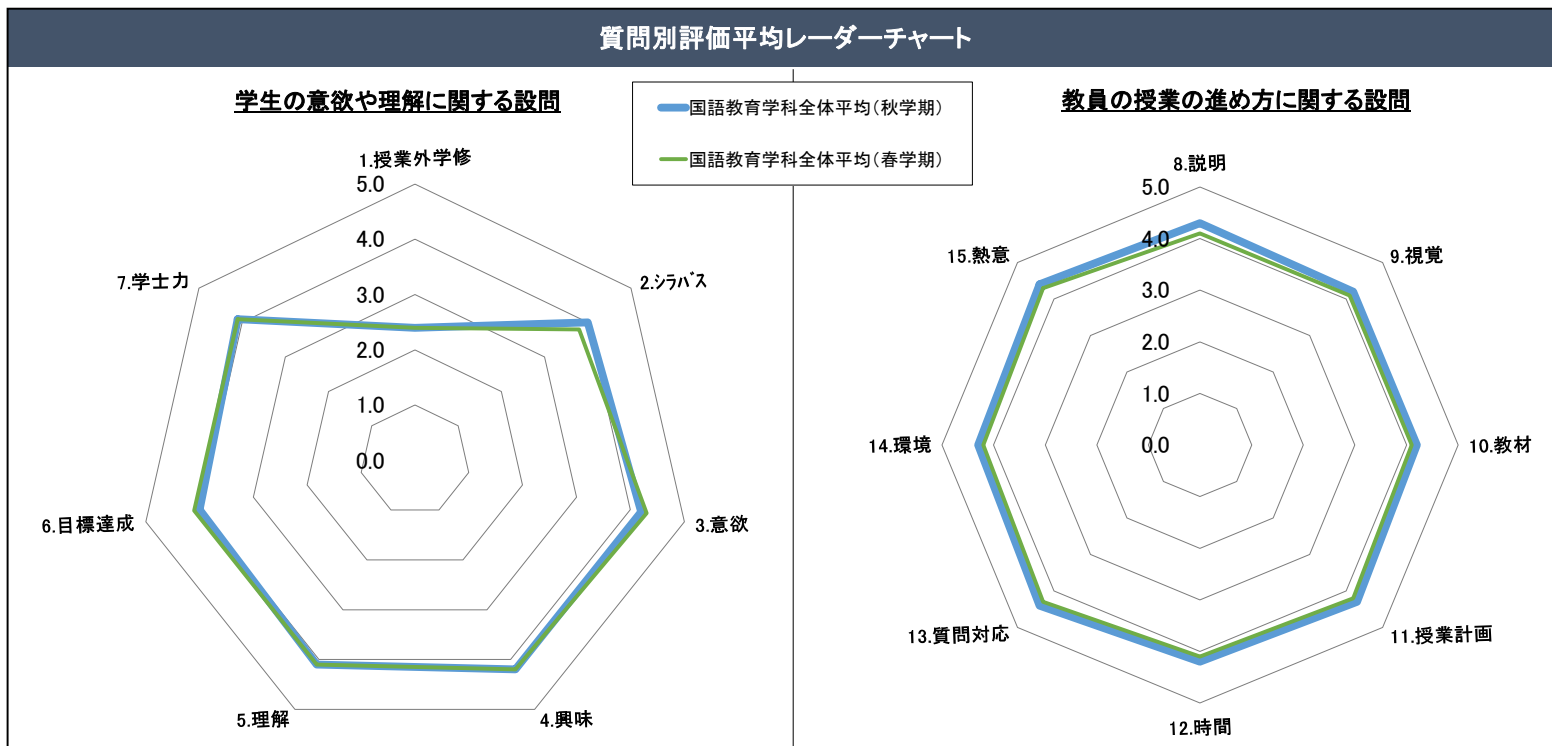 質問別評価平均レーダーチャート
学生の意欲や理解に関する設問
国語教育学科全体平均(秋学期)
国語教育学科全体平均(春学期)
教員の授業の進め方に関する設問
1.授業外学修
5.0
4.0
3.0
2.0
1.0
0.0
2.ｼﾗﾊﾞｽ
3.意欲
4.興味
5.理解
6.目標達成
7.学士力
8.説明
5.0
4.0
3.0
2.0
1.0
0.0
9.視覚
10.教材
11.授業計画
12.時間
13.質問対応
14.環境
15.熱意